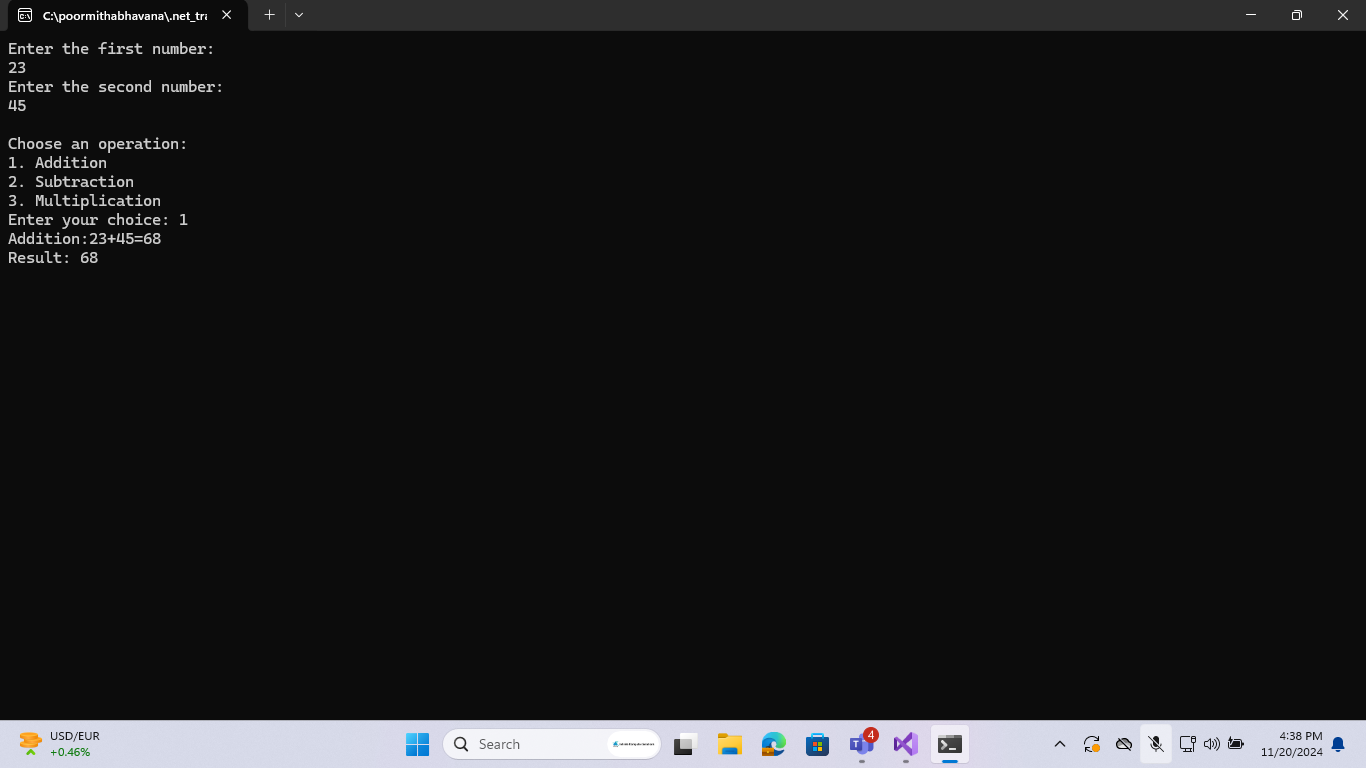 C:\poormithabhavana\.net_tra
Enter the first number:
23
Enter the second number:
45
Choose an operation:
1. Addition
2. Subtraction
3. Multiplication
Enter your choice: 1
Addition:23+45=68
Result: 68
USD/EUR
+0.46%
Search
4
4:38 PM
11/20/2024